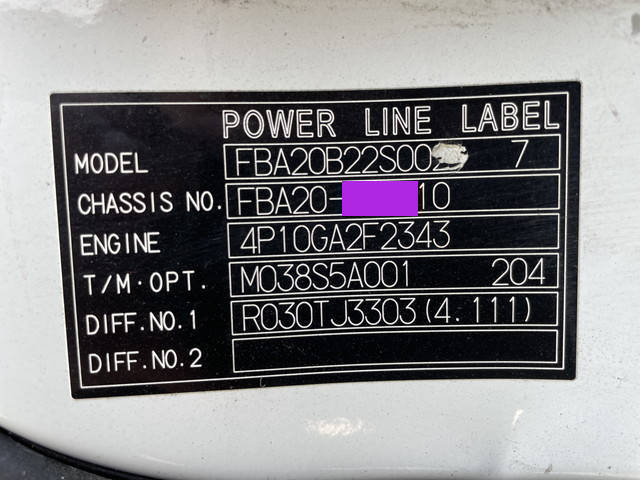 POWER LINE LABEL
MODEL FBA20B22S00 7
CHASSIS NO. FBA20- 10
ENGINE 4P10GA2F2343
T/M·OPT. M038S5A001 204
DIFF.NO.1 R030TJ3303(4.111)
DIFF.NO.2